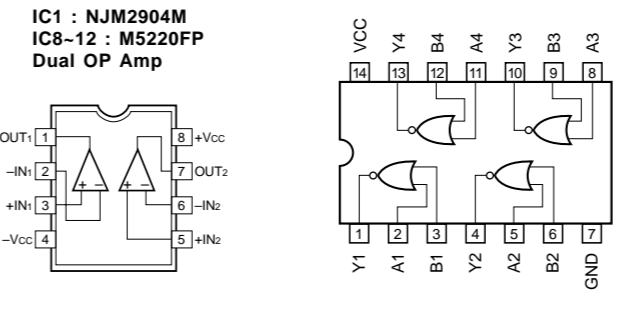 IC1 : NJM2904M
IC8~12 : M5220FP
Dual OP Amp
OUT1 1
8 +VCC
–IN1 2
7 OUT2
+IN1 3
6 –IN2
–VCC 4
5 +IN2
+ –
+ –
VCC Y4 B4 A4 Y3 B3 A3
14 13 12 11 10 9 8
1 2 3 4 5 6 7
Y1 A1 B1 Y2 A2 B2 GND